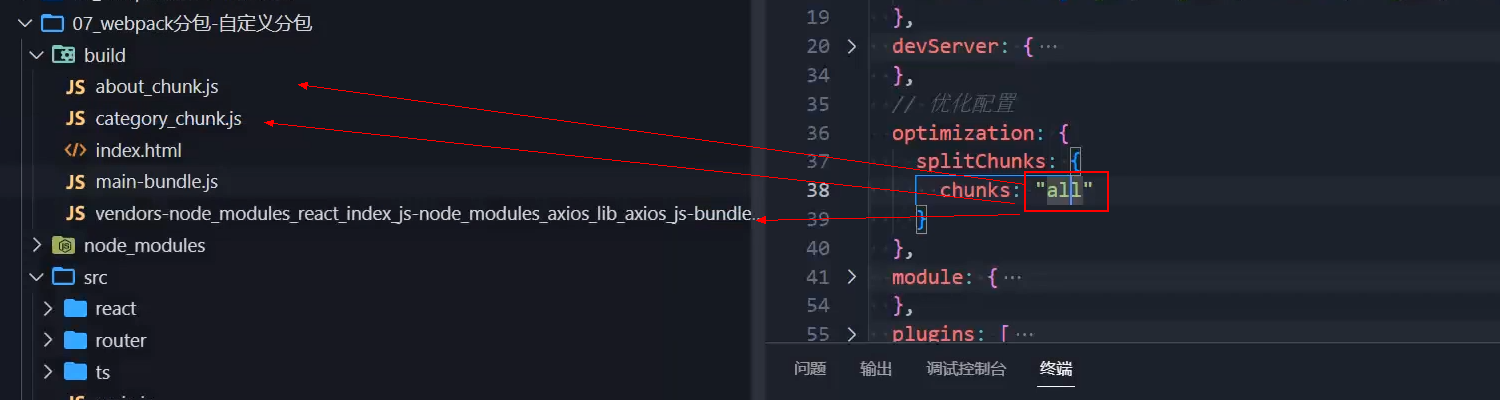 07_webpack分包-自定义分包
build
JS about_chunk.js
JS category_chunk.js
</> index.html
JS main-bundle.js
JS vendors-node_modules_react_index_js-node_modules_axios_lib_axios_js-bundle...
node_modules
src
react
router
ts
19 },
20 devServer: { ...
34 },
35 // 优化配置
36 optimization: {
37 splitChunks: {
38 chunks: "all"
39 }
40 },
41 module: { ...
54 },
55 plugins: [ ...
问题 输出 调试控制台 终端